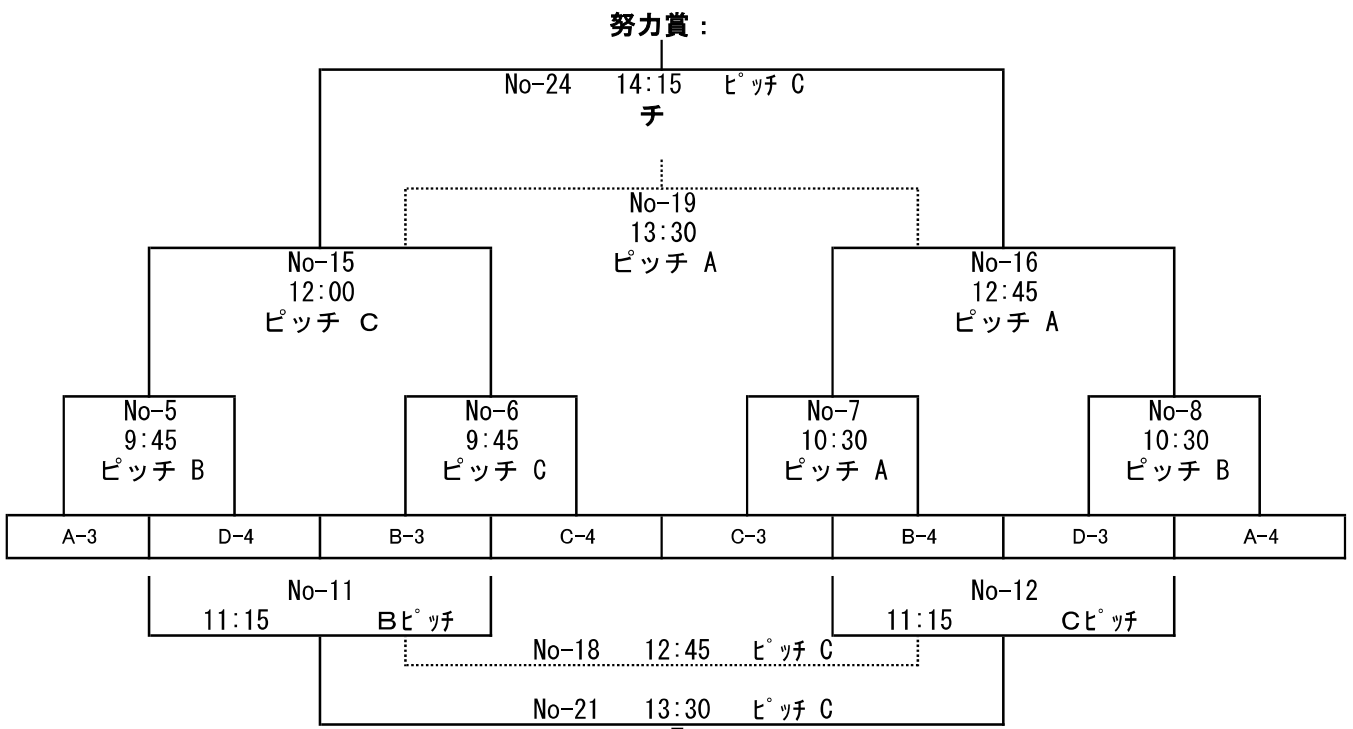 努力賞：
No-24 14:15 ﾋﾟｯﾁ C
チ
No-19
13:30
ピッチ A
No-15
12:00
ピッチ Ｃ
No-16
12:45
ピッチ A
No-5
9:45
ピッチ B
No-6
9:45
ピッチ C
No-7
10:30
ピッチ A
No-8
10:30
ピッチ B
A-3 D-4 B-3 C-4 C-3 B-4 D-3 A-4
No-11
11:15 Ｂﾋﾟｯﾁ
No-12
11:15 Ｃﾋﾟｯﾁ
No-18 12:45 ﾋﾟｯﾁ C
No-21 13:30 ﾋﾟｯﾁ C